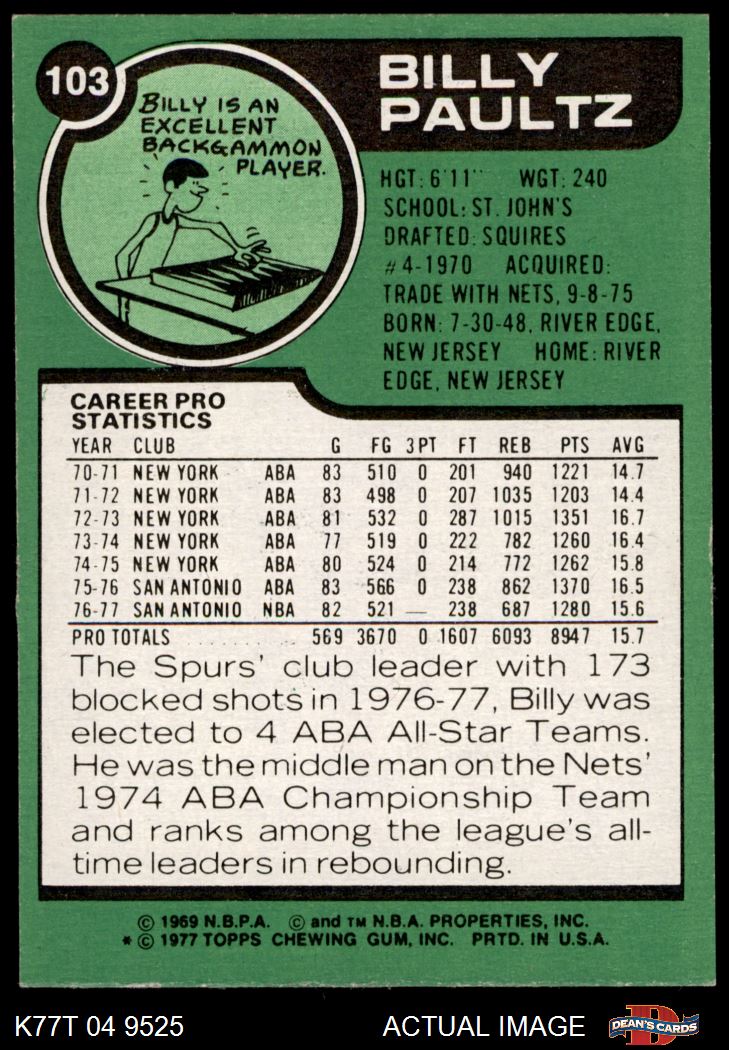 103
BILLY IS AN
EXCELLENT
BACKGAMMON
PLAYER.
BILLY
PAULTZ
HGT: 6'11" WGT: 240
SCHOOL: ST. JOHN'S
DRAFTED: SQUIRES
#4-1970 ACQUIRED:
TRADE WITH NETS, 9-8-75
BORN: 7-30-48, RIVER EDGE,
NEW JERSEY HOME: RIVER
EDGE, NEW JERSEY
CAREER PRO
STATISTICS
YEAR CLUB G FG 3PT FT REB PTS AVG
70-71 NEW YORK ABA 83 510 0 201 940 1221 14.7
71-72 NEW YORK ABA 83 498 0 207 1035 1203 14.4
72-73 NEW YORK ABA 81 532 0 287 1015 1351 16.7
73-74 NEW YORK ABA 77 519 0 222 782 1260 16.4
74-75 NEW YORK ABA 80 524 0 214 772 1262 15.8
75-76 SAN ANTONIO ABA 83 566 0 238 862 1370 16.5
76-77 SAN ANTONIO NBA 82 521 — 238 687 1280 15.6
PRO TOTALS .......... 569 3670 0 1607 6093 8947 15.7
The Spurs' club leader with 173
blocked shots in 1976-77, Billy was
elected to 4 ABA All-Star Teams.
He was the middle man on the Nets'
1974 ABA Championship Team
and ranks among the league's all-
time leaders in rebounding.
© 1969 N.B.P.A. © and TM N.B.A. PROPERTIES, INC.
* © 1977 TOPPS CHEWING GUM, INC. PRTD. IN U.S.A.
K77T 04 9525 ACTUAL IMAGE D DEAN'S CARDS